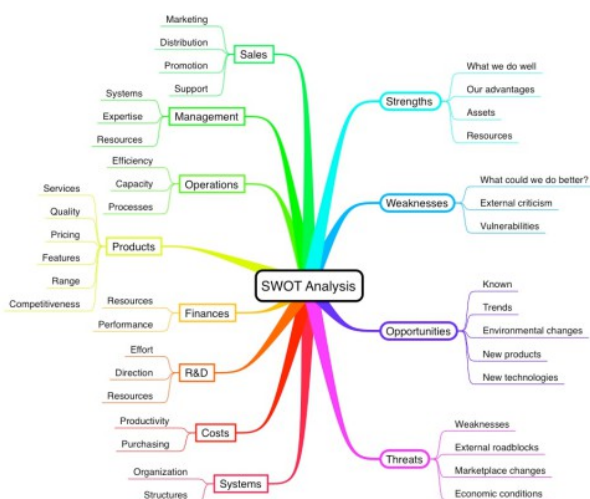 Marketing
Distribution
Promotion
Support
Sales
Systems
Expertise
Resources
Management
Efficiency
Capacity
Processes
Operations
Services
Quality
Pricing
Features
Range
Competitiveness
Products
Resources
Performance
Finances
Effort
Direction
Resources
R&D
Productivity
Purchasing
Costs
Organization
Structures
Systems
SWOT Analysis
Strengths
What we do well
Our advantages
Assets
Resources
Weaknesses
What could we do better?
External criticism
Vulnerabilities
Opportunities
Known
Trends
Environmental changes
New products
New technologies
Threats
Weaknesses
External roadblocks
Marketplace changes
Economic conditions